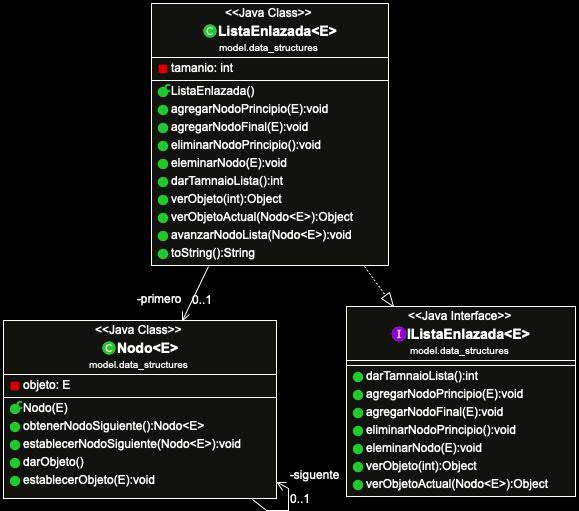 <<Java Class>>
ListaEnlazada<E>
model.data_structures
tamanio: int
ListaEnlazada()
agregarNodoPrincipio(E):void
agregarNodoFinal(E):void
eliminarNodoPrincipio():void
eleminarNodo(E):void
darTamnaioLista():int
verObjeto(int):Object
verObjetoActual(Nodo<E>):Object
avanzarNodoLista(Nodo<E>):void
toString():String
-primero 0..1
<<Java Class>>
Nodo<E>
model.data_structures
objeto: E
Nodo(E)
obtenerNodoSiguiente():Nodo<E>
establecerNodoSiguiente(Nodo<E>):void
darObjeto()
establecerObjeto(E):void
-siguente
0..1
<<Java Interface>>
IListaEnlazada<E>
model.data_structures
darTamnaioLista():int
agregarNodoPrincipio(E):void
agregarNodoFinal(E):void
eliminarNodoPrincipio():void
eleminarNodo(E):void
verObjeto(int):Object
verObjetoActual(Nodo<E>):Object